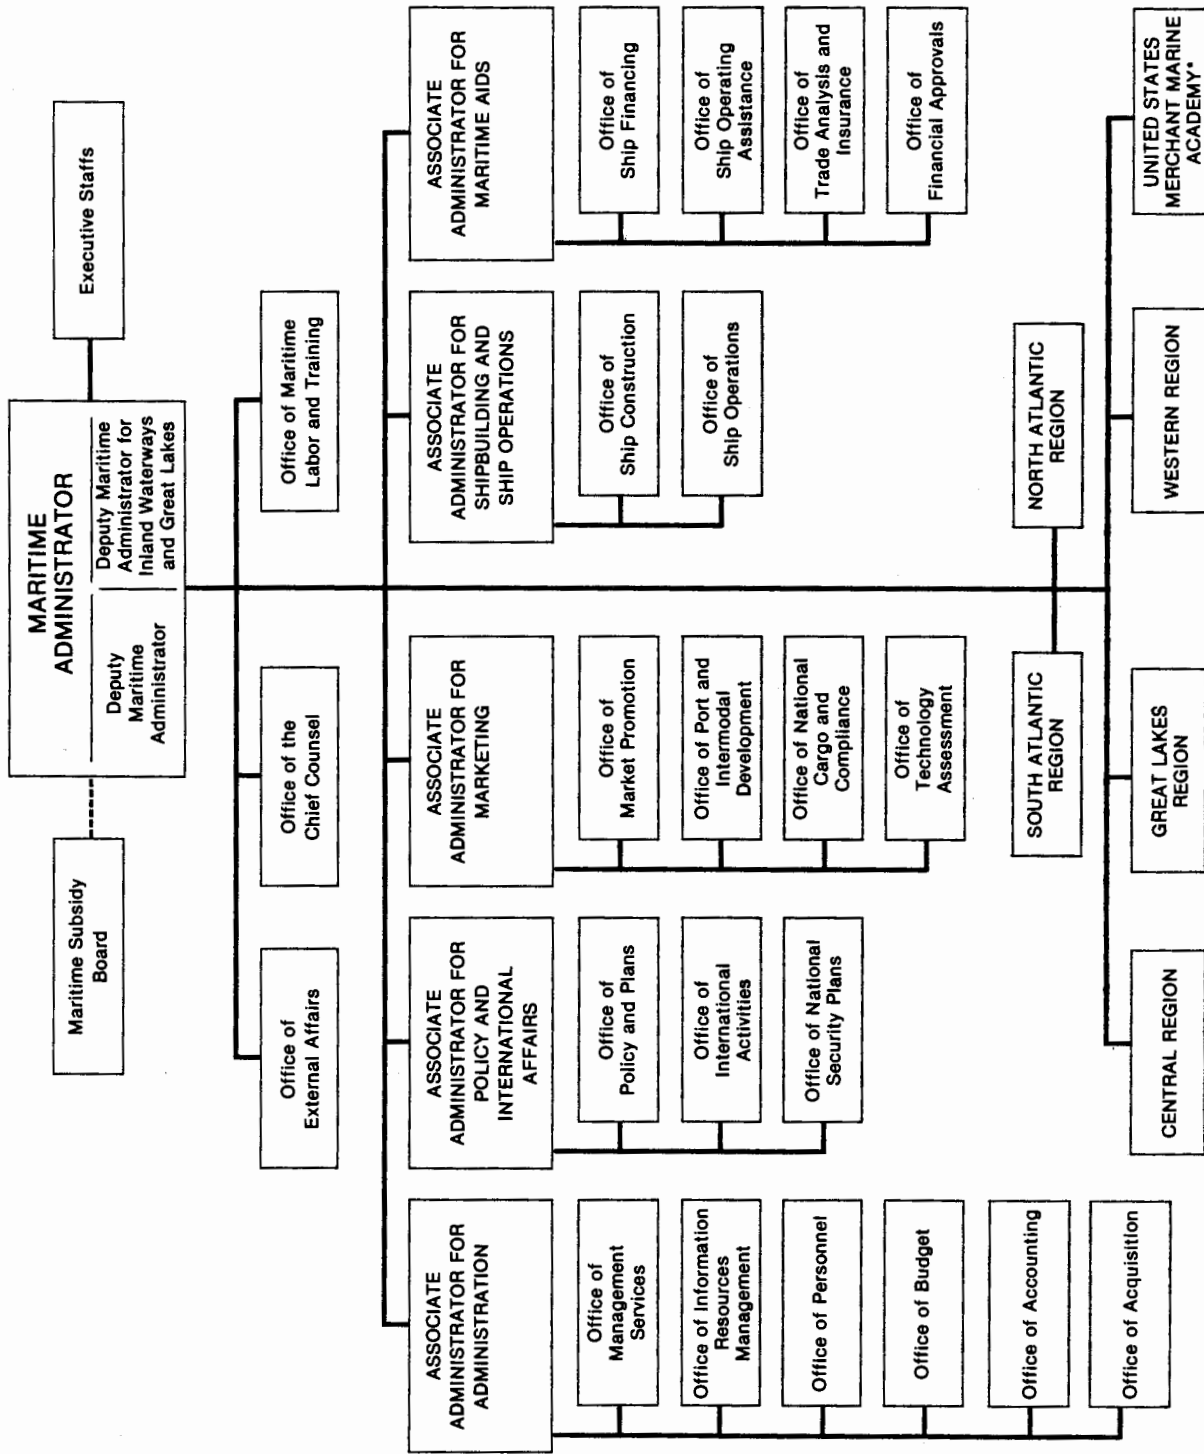 MARITIME
ADMINISTRATOR
Deputy
Maritime
Administrator
Deputy Maritime
Administrator for
Inland Waterways
and Great Lakes
Maritime Subsidy
Board
Executive Staffs
Office of
External Affairs
Office of the
Chief Counsel
Office of Maritime
Labor and Training
ASSOCIATE
ADMINISTRATOR FOR
ADMINISTRATION
Office of
Management
Services
Office of Information
Resources
Management
Office of Personnel
Office of Budget
Office of Accounting
Office of Acquisition
ASSOCIATE
ADMINISTRATOR FOR
POLICY AND
INTERNATIONAL
AFFAIRS
Office of
Policy and Plans
Office of
International
Activities
Office of National
Security Plans
ASSOCIATE
ADMINISTRATOR FOR
MARKETING
Office of
Market Promotion
Office of Port and
Intermodal
Development
Office of National
Cargo and
Compliance
Office of
Technology
Assessment
ASSOCIATE
ADMINISTRATOR FOR
SHIPBUILDING AND
SHIP OPERATIONS
Office of
Ship Construction
Office of
Ship Operations
ASSOCIATE
ADMINISTRATOR FOR
MARITIME AIDS
Office of
Ship Financing
Office of
Ship Operating
Assistance
Office of
Trade Analysis and
Insurance
Office of
Financial Approvals
SOUTH ATLANTIC
REGION
NORTH ATLANTIC
REGION
CENTRAL REGION
GREAT LAKES
REGION
WESTERN REGION
UNITED STATES
MERCHANT MARINE
ACADEMY*